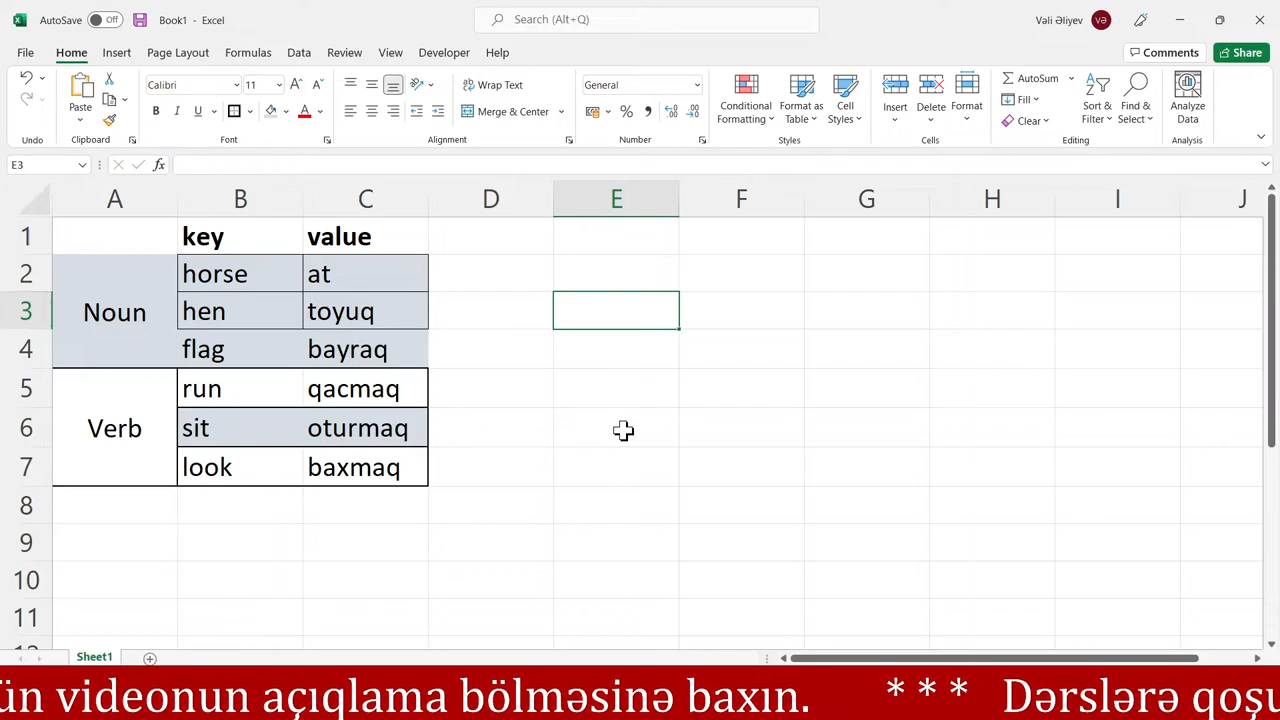 AutoSave Off Book1 - Excel Search (Alt+Q) Vəli Əliyev VƏ
File Home Insert Page Layout Formulas Data Review View Developer Help Comments Share
Paste Calibri 11 B I U A Wrap Text Merge & Center General % Conditional Formatting Format as Table Cell Styles Insert Delete Format AutoSum Fill Clear Sort & Filter Find & Select Analyze Data
Undo Clipboard Font Alignment Number Styles Cells Editing Analysis
E3 fx
A B C D E F G H I J
1 key value
2 horse at
3 Noun hen toyuq
4 flag bayraq
5 run qacmaq
6 Verb sit oturmaq
7 look baxmaq
8
9
10
11
Sheet1
ün videonun açıqlama bölməsinə baxın. * * * Dərslərə qoşu